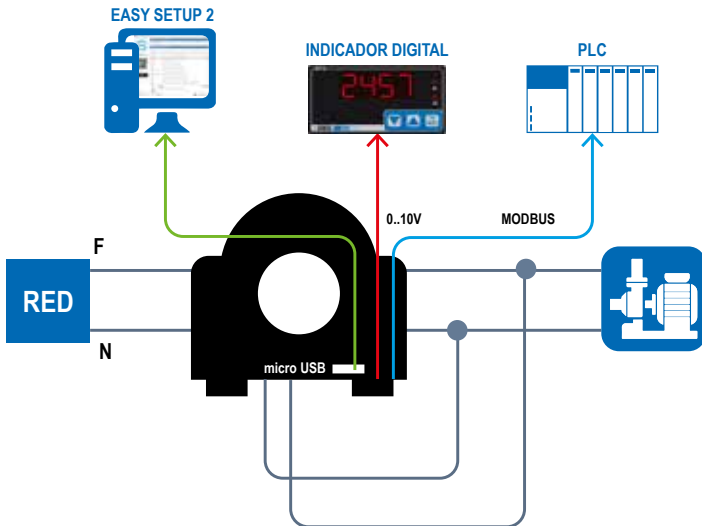 EASY SETUP 2
INDICADOR DIGITAL
PLC
2457
0..10V
MODBUS
F
RED
N
micro USB